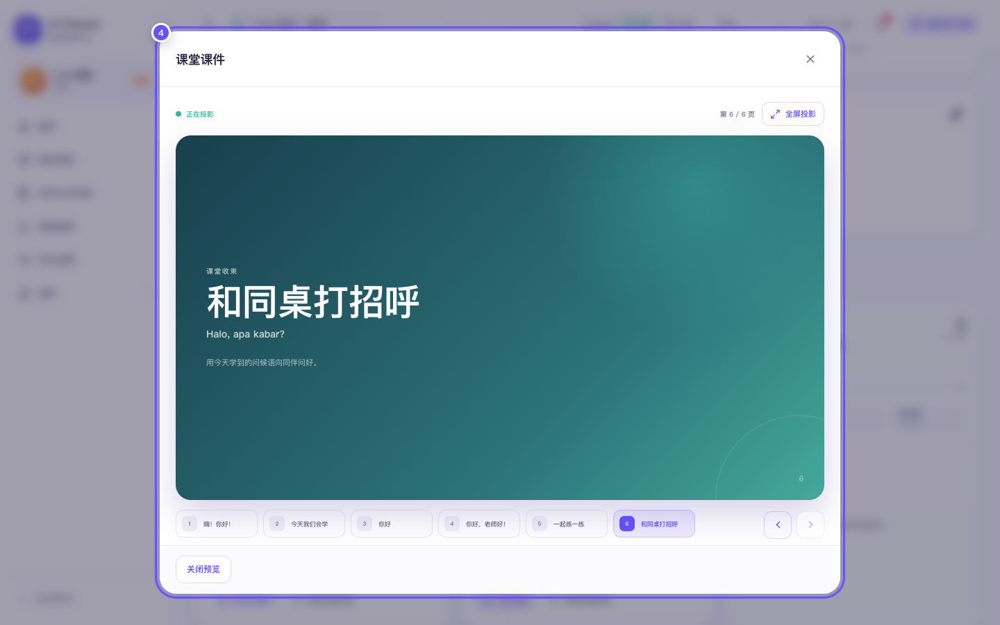 4
课堂课件
正在投影
第 6 / 6 页
全屏投影
课堂收束
和同桌打招呼
Halo, apa kabar?
用今天学到的问候语向同伴问好。
6
1 嗨！你好！
2 今天我们会学
3 你好
4 你好，老师好！
5 一起练一练
6 和同桌打招呼
关闭预览